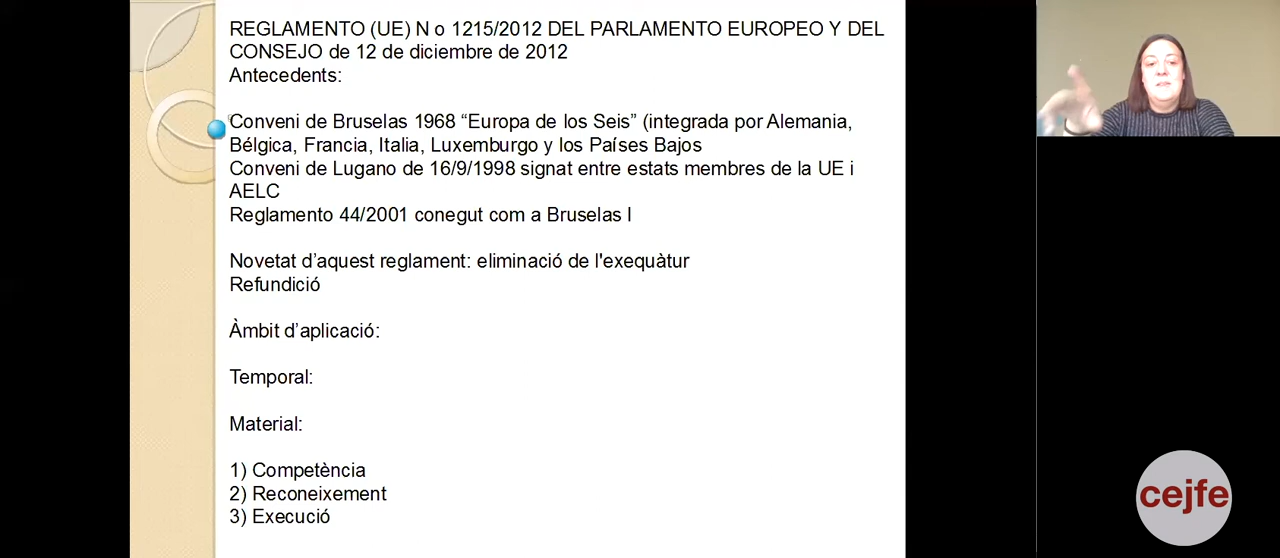 REGLAMENTO (UE) N o 1215/2012 DEL PARLAMENTO EUROPEO Y DEL
CONSEJO de 12 de diciembre de 2012
Antecedents:
Conveni de Bruselas 1968 “Europa de los Seis” (integrada por Alemania,
Bélgica, Francia, Italia, Luxemburgo y los Países Bajos
Conveni de Lugano de 16/9/1998 signat entre estats membres de la UE i
AELC
Reglamento 44/2001 conegut com a Bruselas I
Novetat d’aquest reglament: eliminació de l'exequàtur
Refundició
Àmbit d’aplicació:
Temporal:
Material:
1) Competència
2) Reconeixement
3) Execució
cejfe